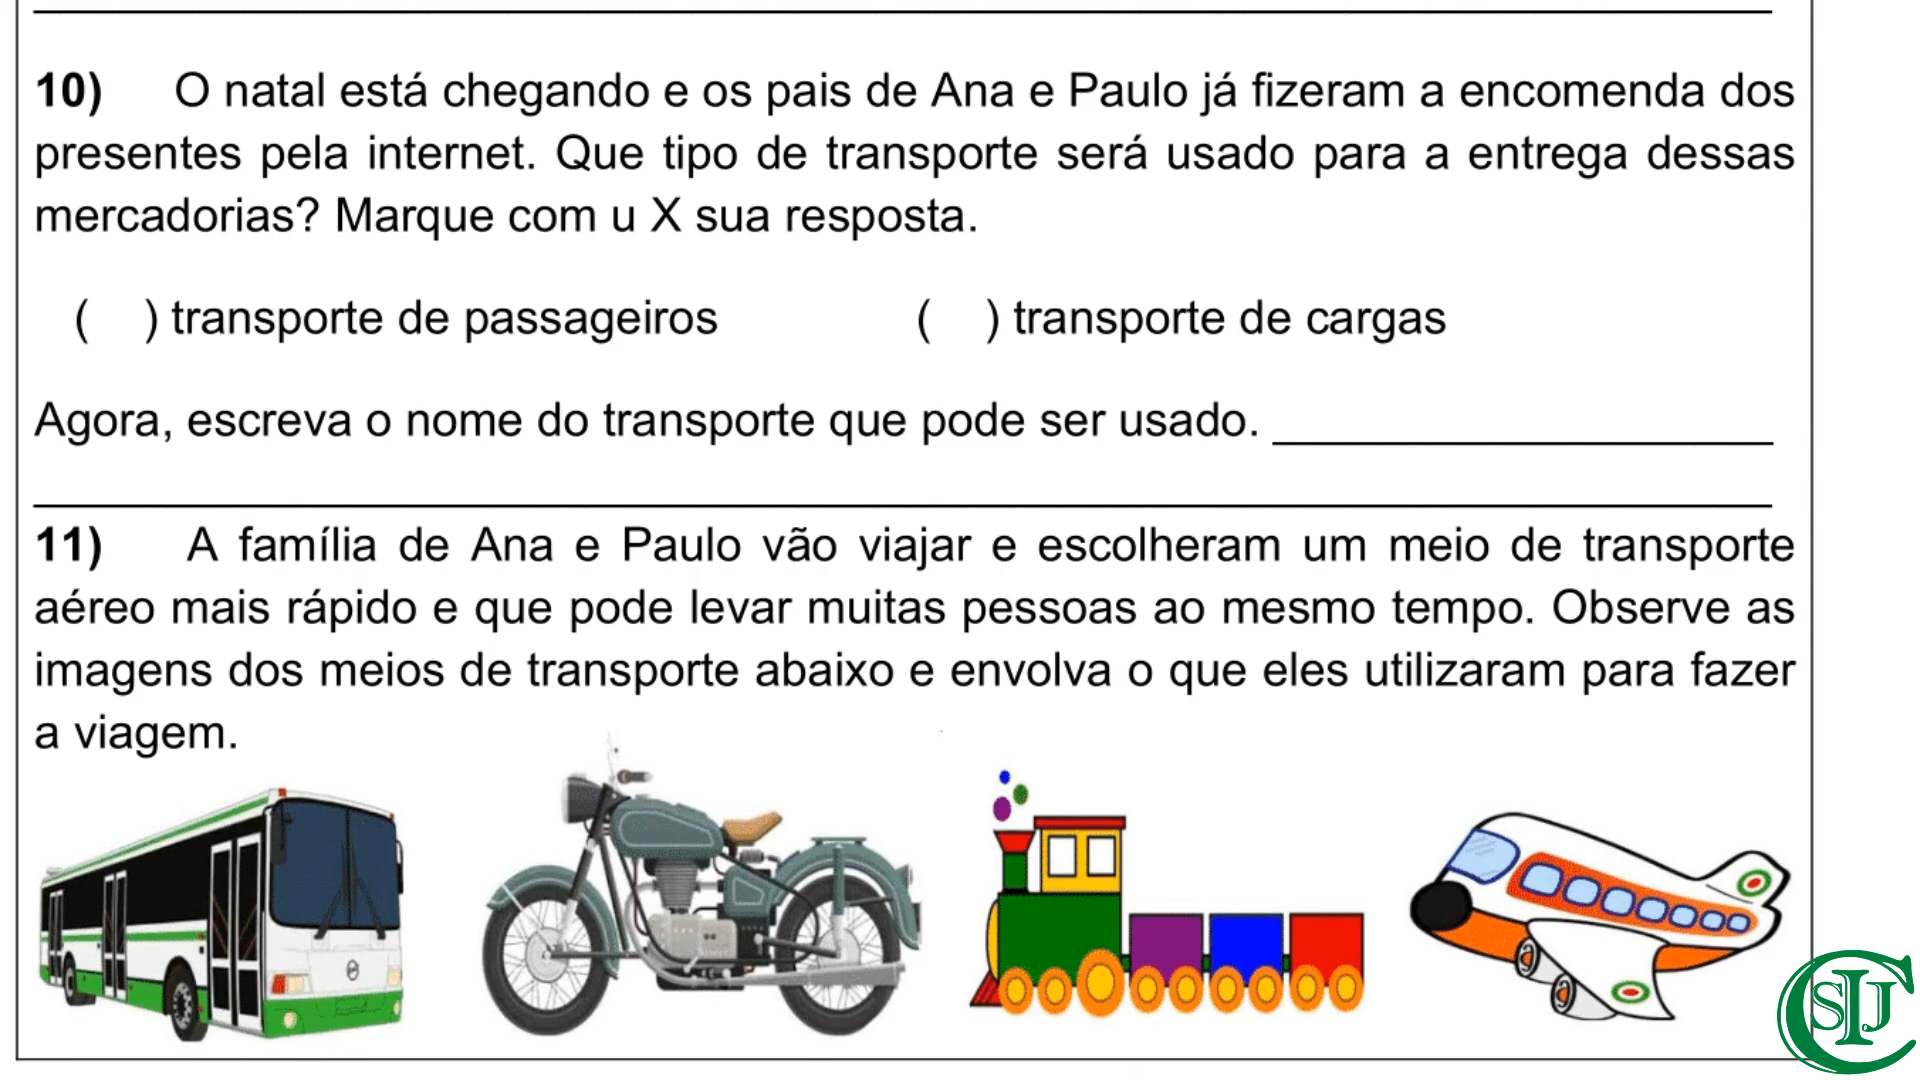 10) O natal está chegando e os pais de Ana e Paulo já fizeram a encomenda dos
presentes pela internet. Que tipo de transporte será usado para a entrega dessas
mercadorias? Marque com u X sua resposta.
( ) transporte de passageiros ( ) transporte de cargas
Agora, escreva o nome do transporte que pode ser usado. ____________________
11) A família de Ana e Paulo vão viajar e escolheram um meio de transporte
aéreo mais rápido e que pode levar muitas pessoas ao mesmo tempo. Observe as
imagens dos meios de transporte abaixo e envolva o que eles utilizaram para fazer
a viagem.